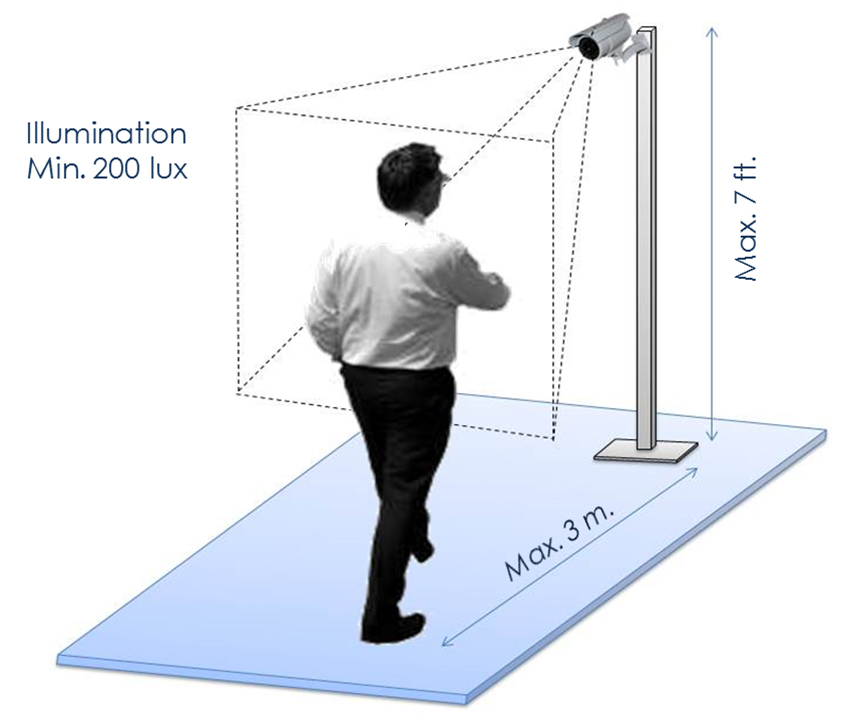 Illumination
Min. 200 lux
Max. 7 ft.
Max. 3 m.